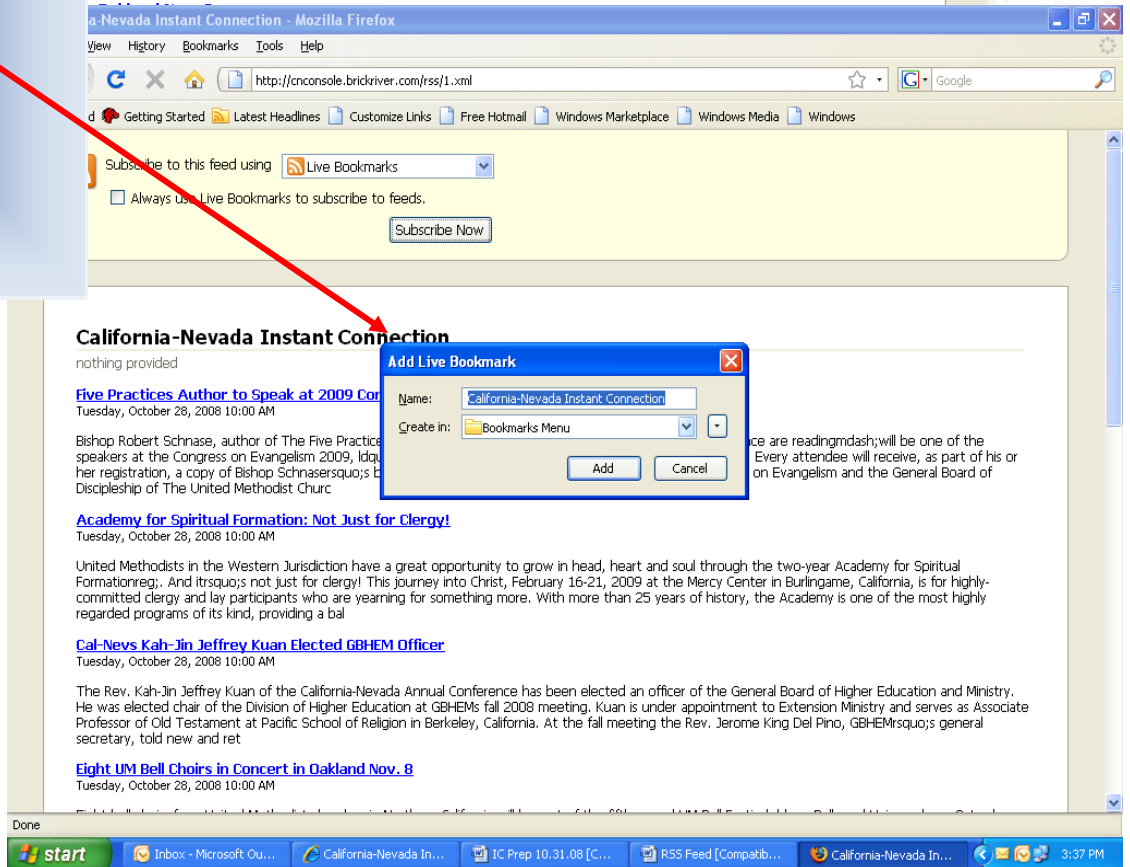 a-Nevada Instant Connection - Mozilla Firefox
View History Bookmarks Tools Help
http://cnconsole.brickriver.com/rss/1.xml Google
d Getting Started Latest Headlines Customize Links Free Hotmail Windows Marketplace Windows Media Windows
Subscribe to this feed using Live Bookmarks
Always use Live Bookmarks to subscribe to feeds.
Subscribe Now
California-Nevada Instant Connection
nothing provided
Add Live Bookmark
Name: California-Nevada Instant Connection
Create in: Bookmarks Menu
Add Cancel
Five Practices Author to Speak at 2009 Con
Tuesday, October 28, 2008 10:00 AM
Bishop Robert Schnase, author of The Five Practice ce are readingmdash;will be one of the
speakers at the Congress on Evangelism 2009, ldqu Every attendee will receive, as part of his or
her registration, a copy of Bishop Schnasersquo;s b on Evangelism and the General Board of
Discipleship of The United Methodist Churc
Academy for Spiritual Formation: Not Just for Clergy!
Tuesday, October 28, 2008 10:00 AM
United Methodists in the Western Jurisdiction have a great opportunity to grow in head, heart and soul through the two-year Academy for Spiritual
Formationreg;. And itrsquo;s not just for clergy! This journey into Christ, February 16-21, 2009 at the Mercy Center in Burlingame, California, is for highly-
committed clergy and lay participants who are yearning for something more. With more than 25 years of history, the Academy is one of the most highly
regarded programs of its kind, providing a bal
Cal-Nevs Kah-Jin Jeffrey Kuan Elected GBHEM Officer
Tuesday, October 28, 2008 10:00 AM
The Rev. Kah-Jin Jeffrey Kuan of the California-Nevada Annual Conference has been elected an officer of the General Board of Higher Education and Ministry.
He was elected chair of the Division of Higher Education at GBHEMs fall 2008 meeting. Kuan is under appointment to Extension Ministry and serves as Associate
Professor of Old Testament at Pacific School of Religion in Berkeley, California. At the fall meeting the Rev. Jerome King Del Pino, GBHEMrsquo;s general
secretary, told new and ret
Eight UM Bell Choirs in Concert in Oakland Nov. 8
Tuesday, October 28, 2008 10:00 AM
Done
start Inbox - Microsoft Ou... California-Nevada In... IC Prep 10.31.08 [C... RSS Feed [Compatib... California-Nevada In... 3:37 PM